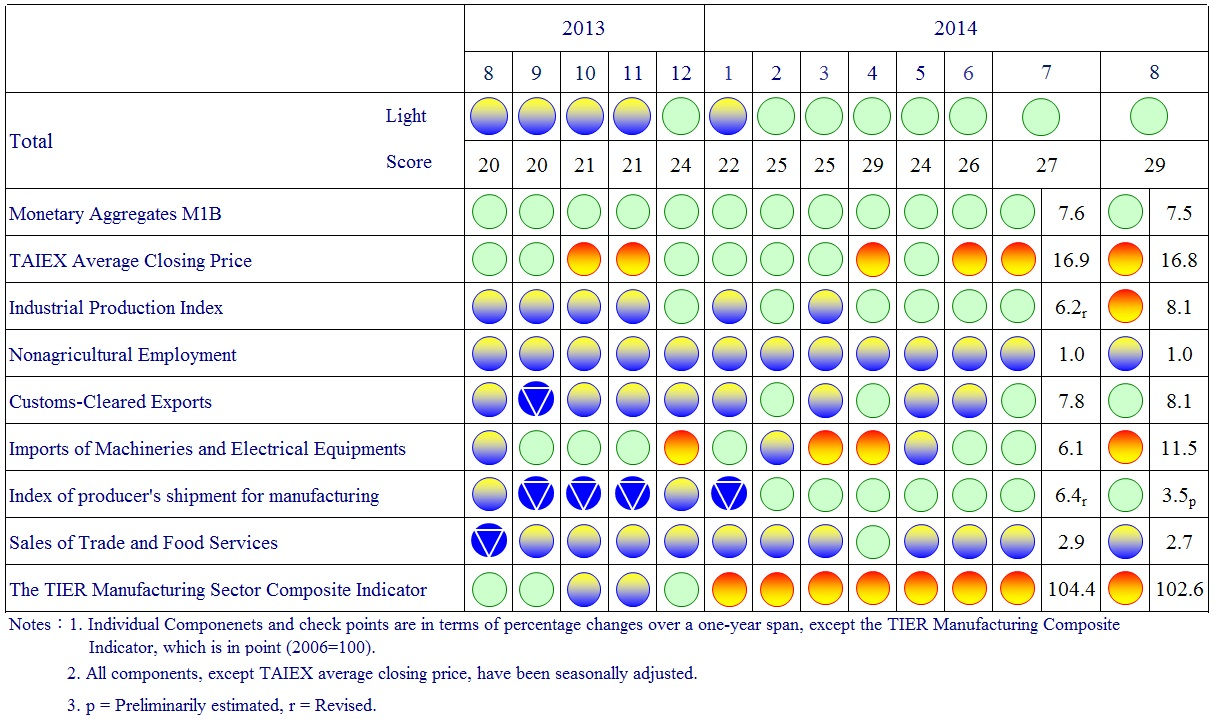 2013 2014
8 9 10 11 12 1 2 3 4 5 6 7 8
Total
Light
Score 20 20 21 21 24 22 25 25 29 24 26 27 29
Monetary Aggregates M1B 7.6 7.5
TAIEX Average Closing Price 16.9 16.8
Industrial Production Index 6.2r 8.1
Nonagricultural Employment 1.0 1.0
Customs-Cleared Exports 7.8 8.1
Imports of Machineries and Electrical Equipments 6.1 11.5
Index of producer's shipment for manufacturing 6.4r 3.5p
Sales of Trade and Food Services 2.9 2.7
The TIER Manufacturing Sector Composite Indicator 104.4 102.6
Notes：1. Individual Componenets and check points are in terms of percentage changes over a one-year span, except the TIER Manufacturing Composite
Indicator, which is in point (2006=100).
2. All components, except TAIEX average closing price, have been seasonally adjusted.
3. p = Preliminarily estimated, r = Revised.